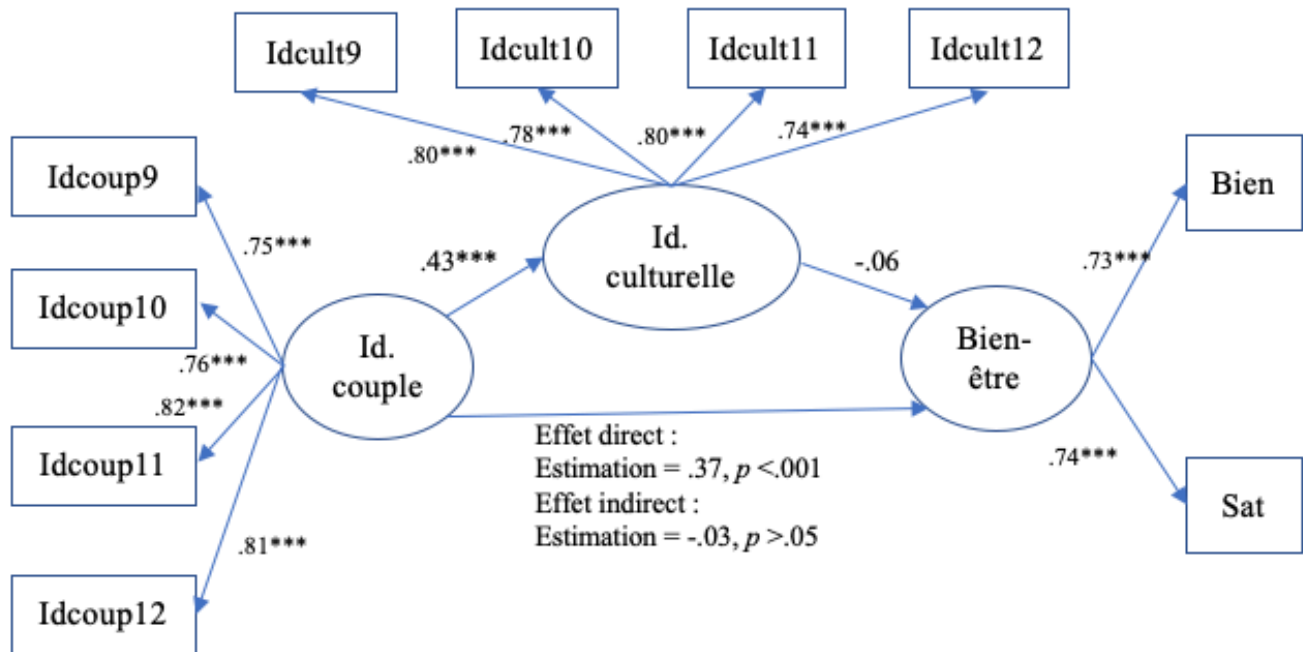 Idcult9
Idcult10
Idcult11
Idcult12
.80***
.78***
.80***
.74***
Idcoup9
Idcoup10
Idcoup11
Idcoup12
.75***
.76***
.82***
.81***
Id.
couple
.43***
Id.
culturelle
-.06
Bien-
être
.73***
.74***
Bien
Sat
Effet direct :
Estimation = .37, p <.001
Effet indirect :
Estimation = -.03, p >.05